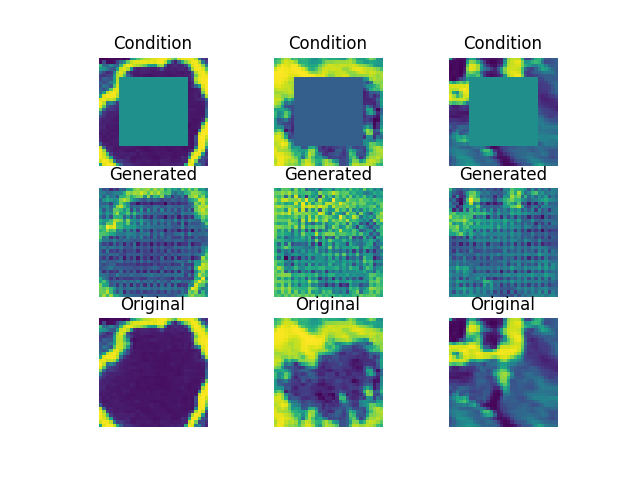 Condition Condition Condition
Generated Generated Generated
Original Original Original